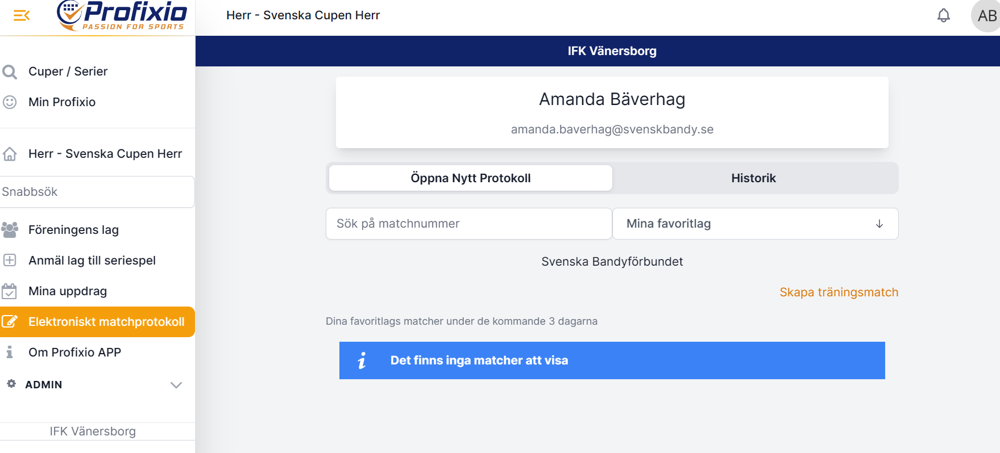 Profixio
PASSION FOR SPORTS
Herr - Svenska Cupen Herr
AB
Cuper / Serier
Min Profixio
Herr - Svenska Cupen Herr
Snabbsök
Föreningens lag
Anmäl lag till seriespel
Mina uppdrag
Elektroniskt matchprotokoll
Om Profixio APP
ADMIN
IFK Vänersborg
IFK Vänersborg
Amanda Bäverhag
amanda.baverhag@svenskbandy.se
Öppna Nytt Protokoll
Historik
Sök på matchnummer
Mina favoritlag
Svenska Bandyförbundet
Skapa träningsmatch
Dina favoritlags matcher under de kommande 3 dagarna
Det finns inga matcher att visa